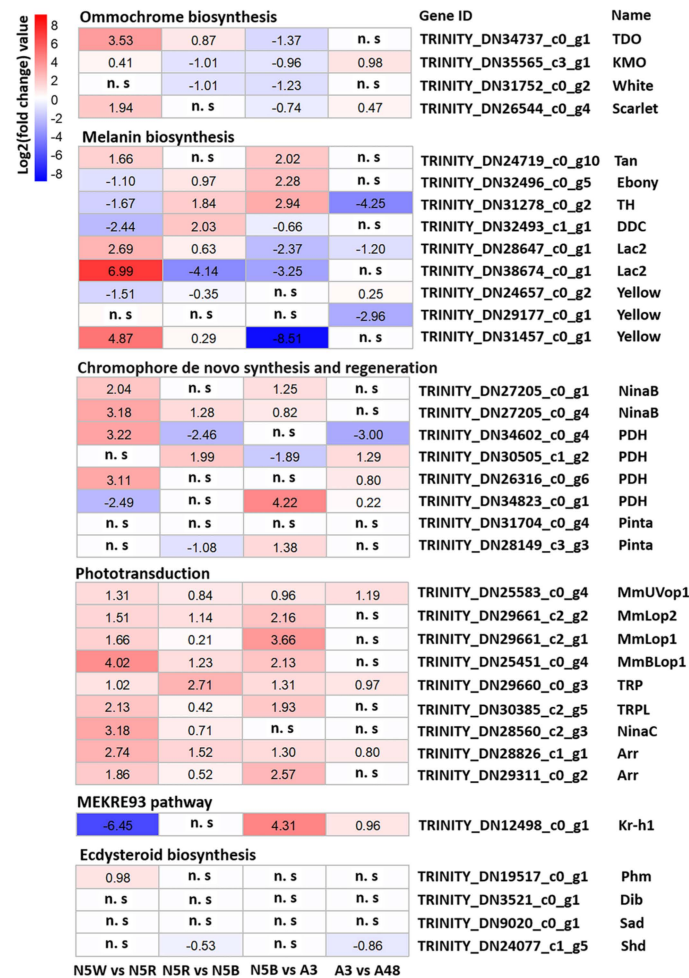 Ommochrome biosynthesis Gene ID Name
3.53 0.87 -1.37 n. s TRINITY_DN34737_c0_g1 TDO
0.41 -1.01 -0.96 0.98 TRINITY_DN35565_c3_g1 KMO
n. s -1.01 -1.23 n. s TRINITY_DN31752_c0_g2 White
1.94 n. s -0.74 0.47 TRINITY_DN26544_c0_g4 Scarlet
8
6
4
2
0
-2
-4
-6
-8
Log2(fold change) value
Melanin biosynthesis
1.66 n. s 2.02 n. s TRINITY_DN24719_c0_g10 Tan
-1.10 0.97 2.28 n. s TRINITY_DN32496_c0_g5 Ebony
-1.67 1.84 2.94 -4.25 TRINITY_DN31278_c0_g2 TH
-2.44 2.03 -0.66 n. s TRINITY_DN32493_c1_g1 DDC
2.69 0.63 -2.37 -1.20 TRINITY_DN28647_c0_g1 Lac2
6.99 -4.14 -3.25 n. s TRINITY_DN38674_c0_g1 Lac2
-1.51 -0.35 n. s 0.25 TRINITY_DN24657_c0_g2 Yellow
n. s n. s n. s -2.96 TRINITY_DN29177_c0_g1 Yellow
4.87 0.29 -8.51 n. s TRINITY_DN31457_c0_g1 Yellow
Chromophore de novo synthesis and regeneration
2.04 n. s 1.25 n. s TRINITY_DN27205_c0_g1 NinaB
3.18 1.28 0.82 n. s TRINITY_DN27205_c0_g4 NinaB
3.22 -2.46 n. s -3.00 TRINITY_DN34602_c0_g4 PDH
n. s 1.99 -1.89 1.29 TRINITY_DN30505_c1_g2 PDH
3.11 n. s n. s 0.80 TRINITY_DN26316_c0_g6 PDH
-2.49 n. s 4.22 0.22 TRINITY_DN34823_c0_g1 PDH
n. s n. s n. s n. s TRINITY_DN31704_c0_g4 Pinta
n. s -1.08 1.38 n. s TRINITY_DN28149_c3_g3 Pinta
Phototransduction
1.31 0.84 0.96 1.19 TRINITY_DN25583_c0_g4 MmUVop1
1.51 1.14 2.16 n. s TRINITY_DN29661_c2_g2 MmLop2
1.66 0.21 3.66 n. s TRINITY_DN29661_c2_g1 MmLop1
4.02 1.23 2.13 n. s TRINITY_DN25451_c0_g4 MmBLop1
1.02 2.71 1.31 0.97 TRINITY_DN29660_c0_g3 TRP
2.13 0.42 1.93 n. s TRINITY_DN30385_c2_g5 TRPL
3.18 0.71 n. s n. s TRINITY_DN28560_c2_g3 NinaC
2.74 1.52 1.30 0.80 TRINITY_DN28826_c1_g1 Arr
1.86 0.52 2.57 n. s TRINITY_DN29311_c0_g2 Arr
MEKRE93 pathway
-6.45 n. s 4.31 0.96 TRINITY_DN12498_c0_g1 Kr-h1
Ecdysteroid biosynthesis
0.98 n. s n. s n. s TRINITY_DN19517_c0_g1 Phm
n. s n. s n. s n. s TRINITY_DN3521_c0_g1 Dib
n. s n. s n. s n. s TRINITY_DN9020_c0_g1 Sad
n. s -0.53 n. s -0.86 TRINITY_DN24077_c1_g5 Shd
N5W vs N5R N5R vs N5B N5B vs A3 A3 vs A48